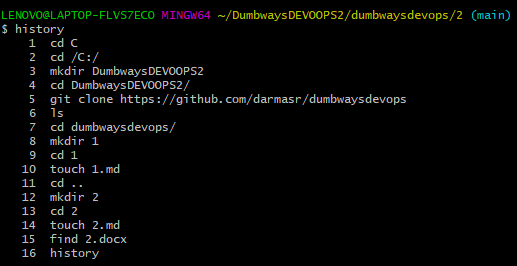 LENOVO@LAPTOP-FLVS7ECO MINGW64 ~/DumbwaysDEVOOPS2/dumbwaysdevops/2 (main)
$ history
    1  cd C
    2  cd /C:/
    3  mkdir DumbwaysDEVOOPS2
    4  cd DumbwaysDEVOOPS2/
    5  git clone https://github.com/darmasr/dumbwaysdevops
    6  ls
    7  cd dumbwaysdevops/
    8  mkdir 1
    9  cd 1
   10  touch 1.md
   11  cd ..
   12  mkdir 2
   13  cd 2
   14  touch 2.md
   15  find 2.docx
   16  history